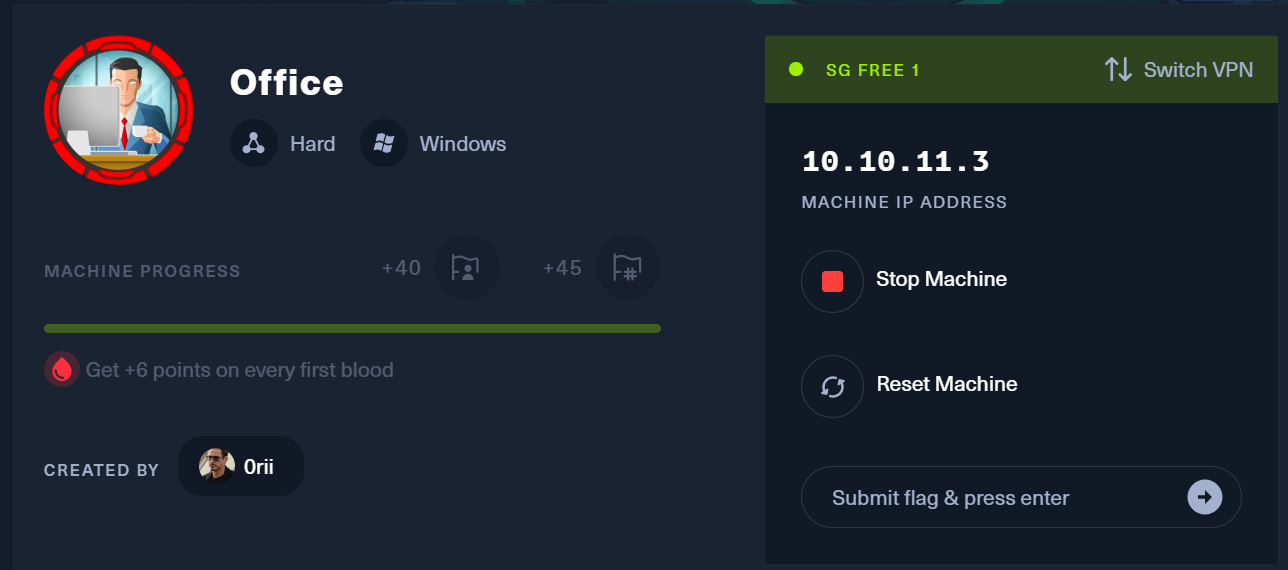 Office
Hard
Windows
MACHINE PROGRESS
+40
+45
Get +6 points on every first blood
CREATED BY
0rii
SG FREE 1
Switch VPN
10.10.11.3
MACHINE IP ADDRESS
Stop Machine
Reset Machine
Submit flag & press enter